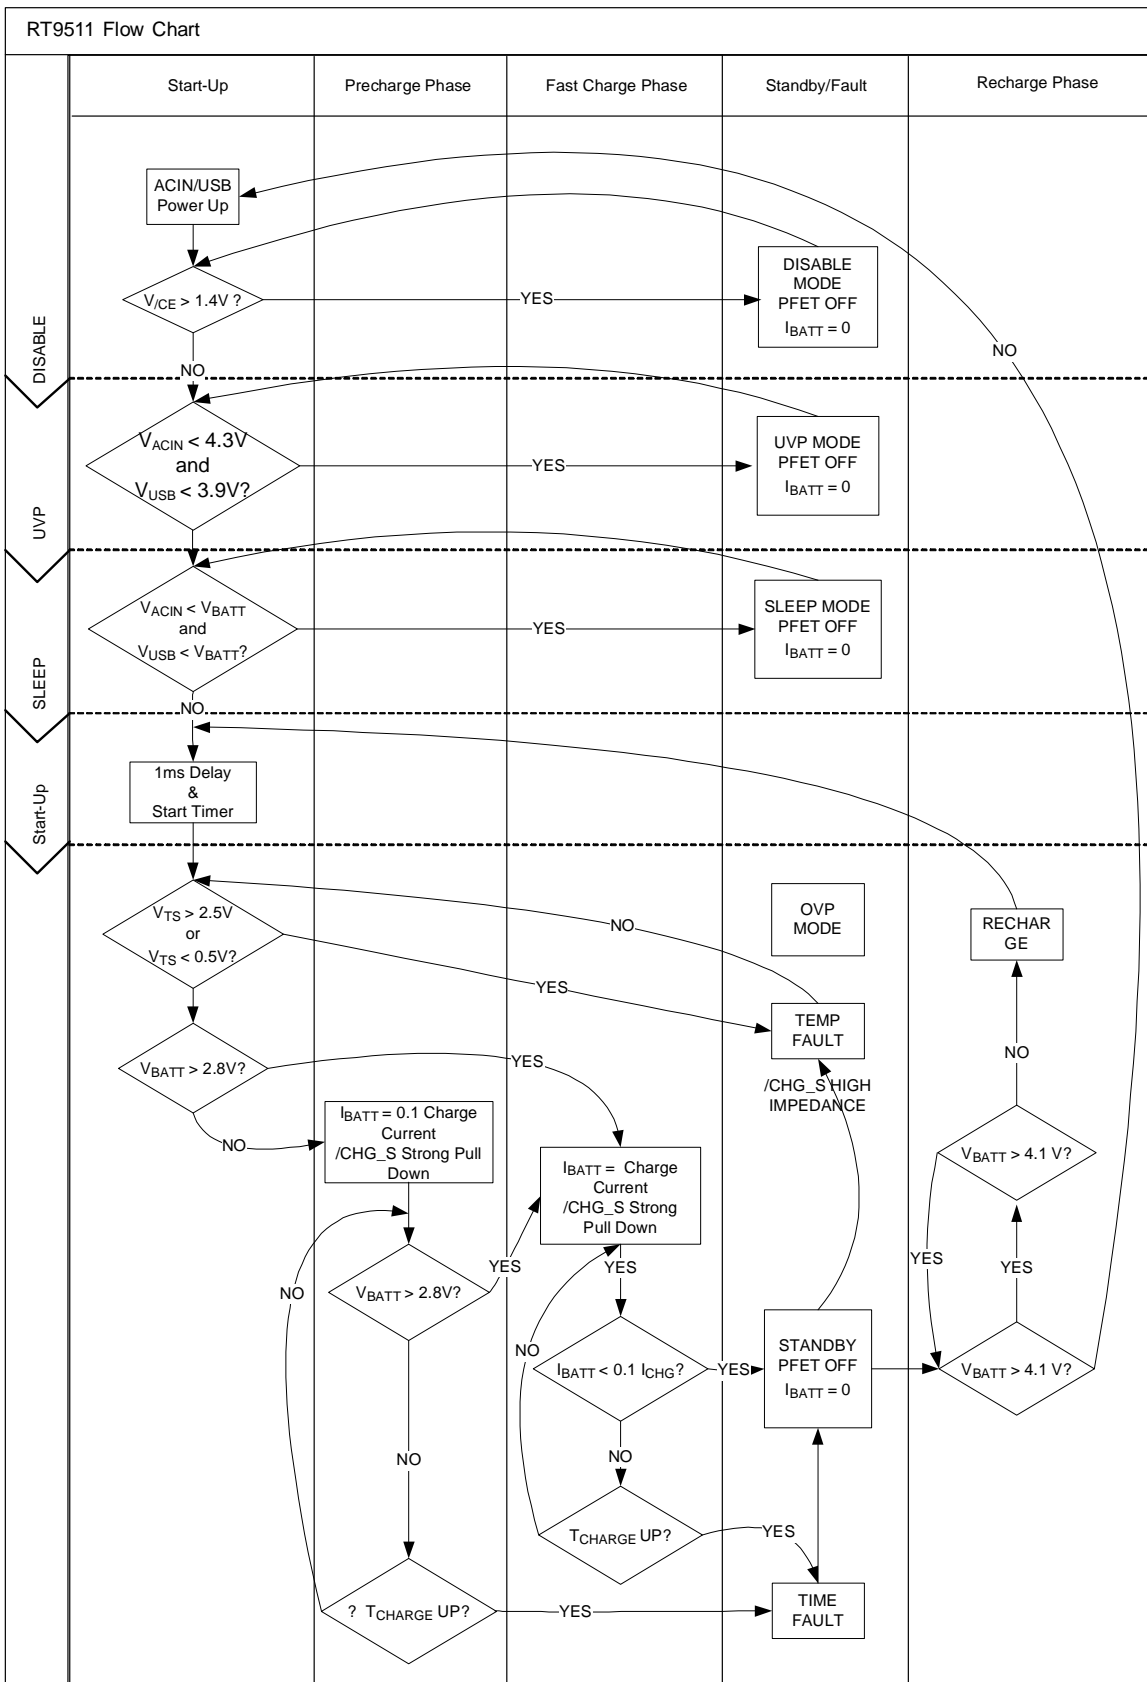 RT9511 Flow Chart
Start-Up
Precharge Phase
Fast Charge Phase
Standby/Fault
Recharge Phase
DISABLE
ACIN/USB
Power Up
V/CE > 1.4V ?
YES
DISABLE
MODE
PFET OFF
IBATT = 0
NO
NO
UVP
VACIN < 4.3V
and
VUSB < 3.9V?
YES
UVP MODE
PFET OFF
IBATT = 0
SLEEP
VACIN < VBATT
and
VUSB < VBATT?
YES
SLEEP MODE
PFET OFF
IBATT = 0
NO
Start-Up
1ms Delay
&
Start Timer
VTS > 2.5V
or
VTS < 0.5V?
NO
YES
OVP
MODE
RECHAR
GE
TEMP
FAULT
/CHG_S HIGH
IMPEDANCE
NO
VBATT > 2.8V?
YES
NO
IBATT = 0.1 Charge
Current
/CHG_S Strong Pull
Down
IBATT = Charge
Current
/CHG_S Strong
Pull Down
VBATT > 4.1 V?
YES
YES
YES
YES
NO
VBATT > 2.8V?
NO
IBATT < 0.1 ICHG?
YES
STANDBY
PFET OFF
IBATT = 0
VBATT > 4.1 V?
NO
NO
TCHARGE UP?
YES
? TCHARGE UP?
YES
TIME
FAULT